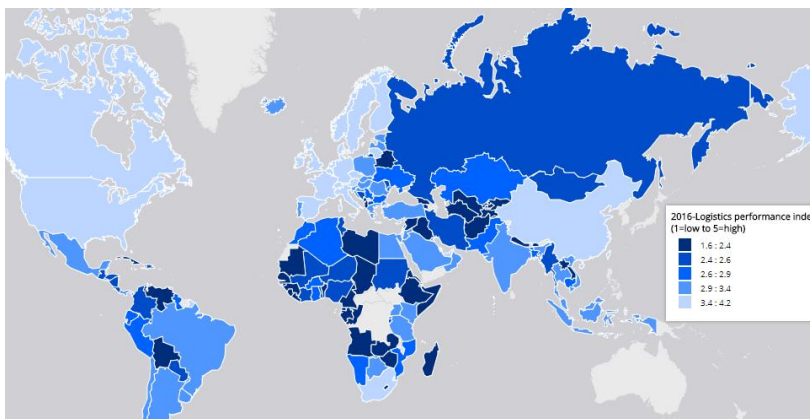 2016-Logistics performance inde
(1=low to 5=high)
1.6 : 2.4
2.4 : 2.6
2.6 : 2.9
2.9 : 3.4
3.4 : 4.2